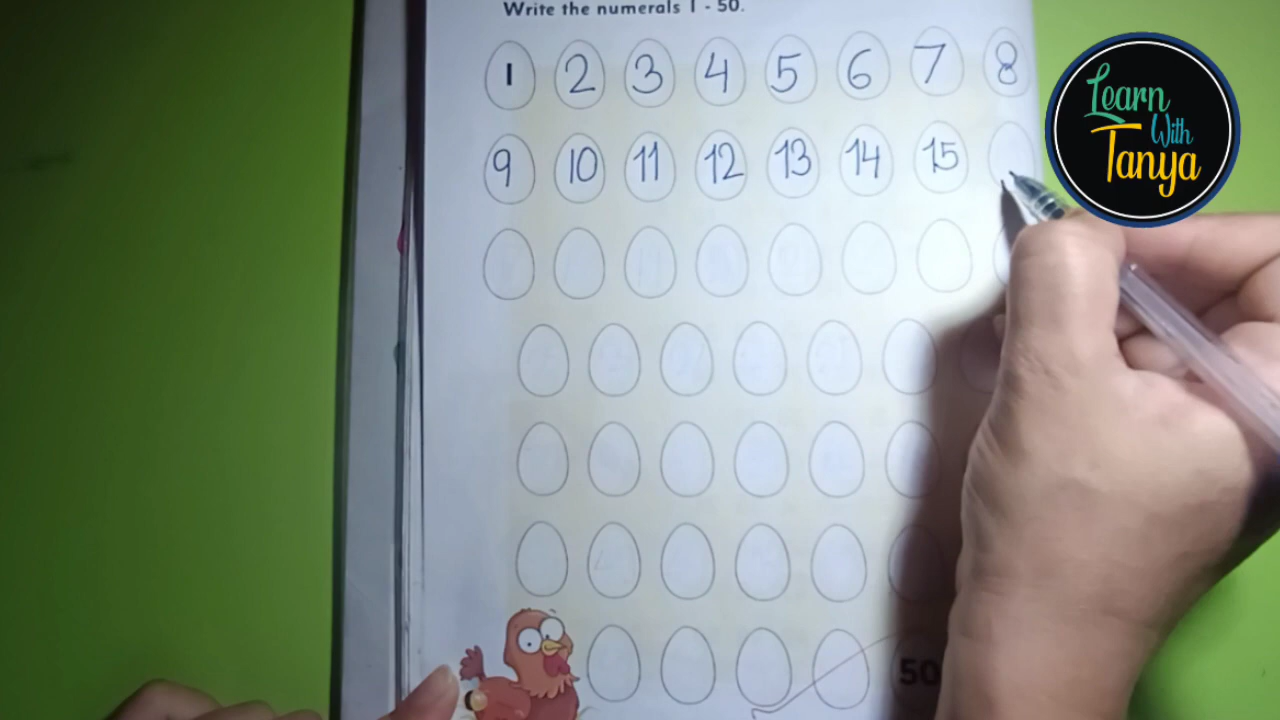 Write the numerals 1 - 50.
1 2 3 4 5 6 7 8
9 10 11 12 13 14 15
50
Learn
With
Tanya